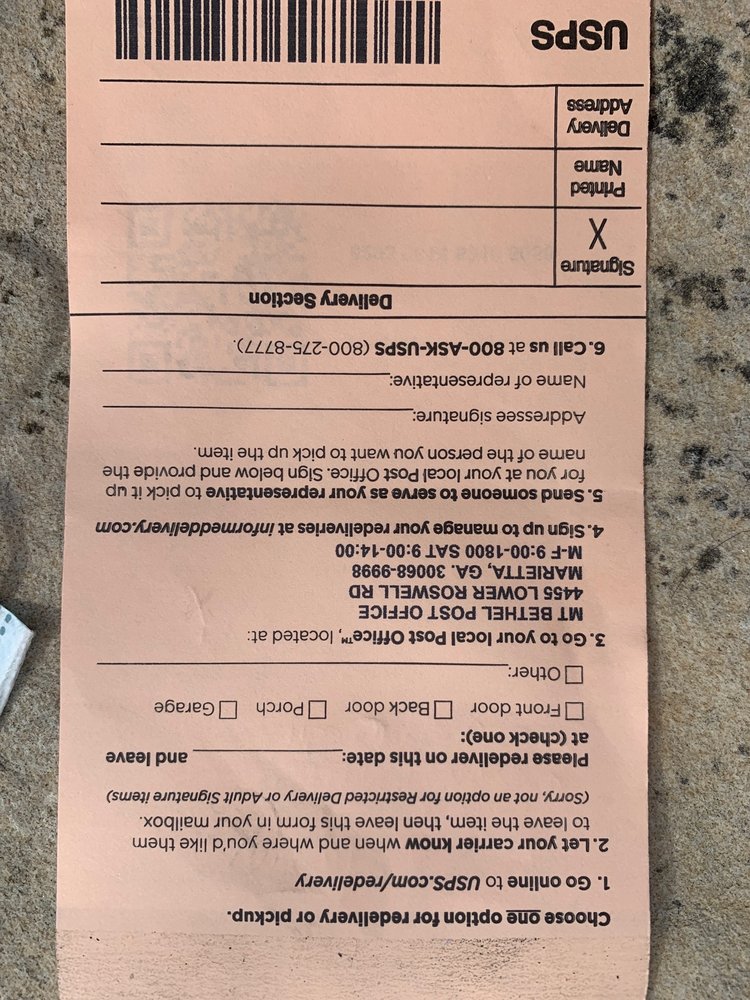 Choose one option for redelivery or pickup.
1. Go online to USPS.com/redelivery
2. Let your carrier know when and where you'd like them
to leave the item, then leave this form in your mailbox.
(Sorry, not an option for Restricted Delivery or Adult Signature items)
Please redeliver on this date: and leave
at (check one):
Front door Back door Porch Garage
Other:
3. Go to your local Post Office™, located at:
MT BETHEL POST OFFICE
4455 LOWER ROSWELL RD
MARIETTA, GA. 30068-9998
M-F 9:00-1800 SAT 9:00-14:00
4. Sign up to manage your redeliveries at informeddelivery.com
5. Send someone to serve as your representative to pick it up
for you at your local Post Office. Sign below and provide the
name of the person you want to pick up the item.
Addressee signature:
Name of representative:
6. Call us at 800-ASK-USPS (800-275-8777).
Delivery Section
Signature
X
Printed
Name
Delivery
Address
USPS